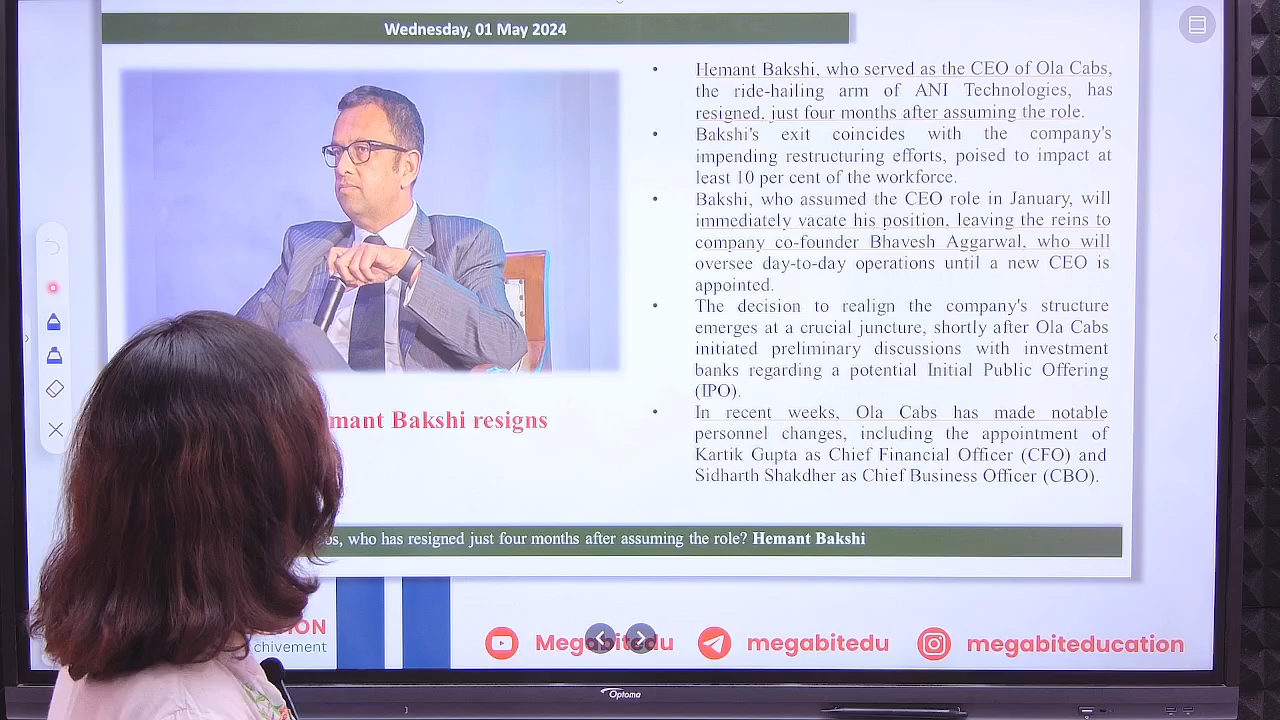 Wednesday, 01 May 2024
• Hemant Bakshi, who served as the CEO of Ola Cabs,
the ride-hailing arm of ANI Technologies, has
resigned, just four months after assuming the role.
• Bakshi's exit coincides with the company's
impending restructuring efforts, poised to impact at
least 10 per cent of the workforce.
• Bakshi, who assumed the CEO role in January, will
immediately vacate his position, leaving the reins to
company co-founder Bhavesh Aggarwal, who will
oversee day-to-day operations until a new CEO is
appointed.
• The decision to realign the company's structure
emerges at a crucial juncture, shortly after Ola Cabs
initiated preliminary discussions with investment
banks regarding a potential Initial Public Offering
(IPO).
• In recent weeks, Ola Cabs has made notable
personnel changes, including the appointment of
Kartik Gupta as Chief Financial Officer (CFO) and
Sidharth Shakdher as Chief Business Officer (CBO).
mant Bakshi resigns
bs, who has resigned just four months after assuming the role? Hemant Bakshi
ION
chivement
Megabitedu
megabitedu
megabiteducation
Optoma